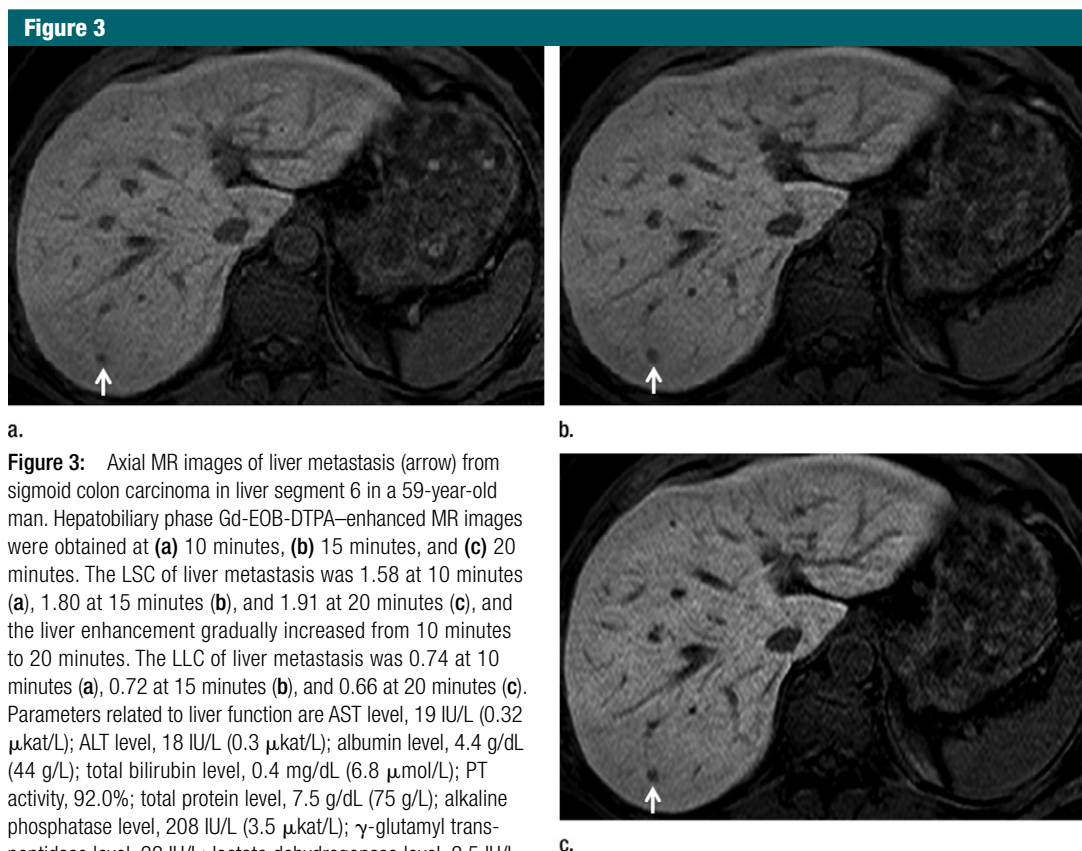 Figure 3
a.
b.
Figure 3: Axial MR images of liver metastasis (arrow) from
sigmoid colon carcinoma in liver segment 6 in a 59-year-old
man. Hepatobiliary phase Gd-EOB-DTPA–enhanced MR images
were obtained at (a) 10 minutes, (b) 15 minutes, and (c) 20
minutes. The LSC of liver metastasis was 1.58 at 10 minutes
(a), 1.80 at 15 minutes (b), and 1.91 at 20 minutes (c), and
the liver enhancement gradually increased from 10 minutes
to 20 minutes. The LLC of liver metastasis was 0.74 at 10
minutes (a), 0.72 at 15 minutes (b), and 0.66 at 20 minutes (c).
Parameters related to liver function are AST level, 19 IU/L (0.32
μkat/L); ALT level, 18 IU/L (0.3 μkat/L); albumin level, 4.4 g/dL
(44 g/L); total bilirubin level, 0.4 mg/dL (6.8 μmol/L); PT
activity, 92.0%; total protein level, 7.5 g/dL (75 g/L); alkaline
phosphatase level, 208 IU/L (3.5 μkat/L); γ-glutamyl trans-
c.